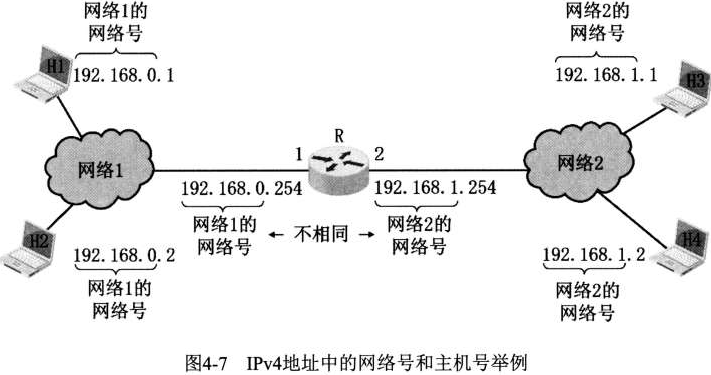 网络1的
网络号
网络2的
网络号
H1
192.168.0.1
192.168.1.1
H3
R
网络1
1
2
网络2
192.168.0.254
192.168.1.254
网络1的
网络号
← 不相同 →
网络2的
网络号
H2
192.168.0.2
192.168.1.2
H4
网络1的
网络号
网络2的
网络号
图4-7 IPv4地址中的网络号和主机号举例